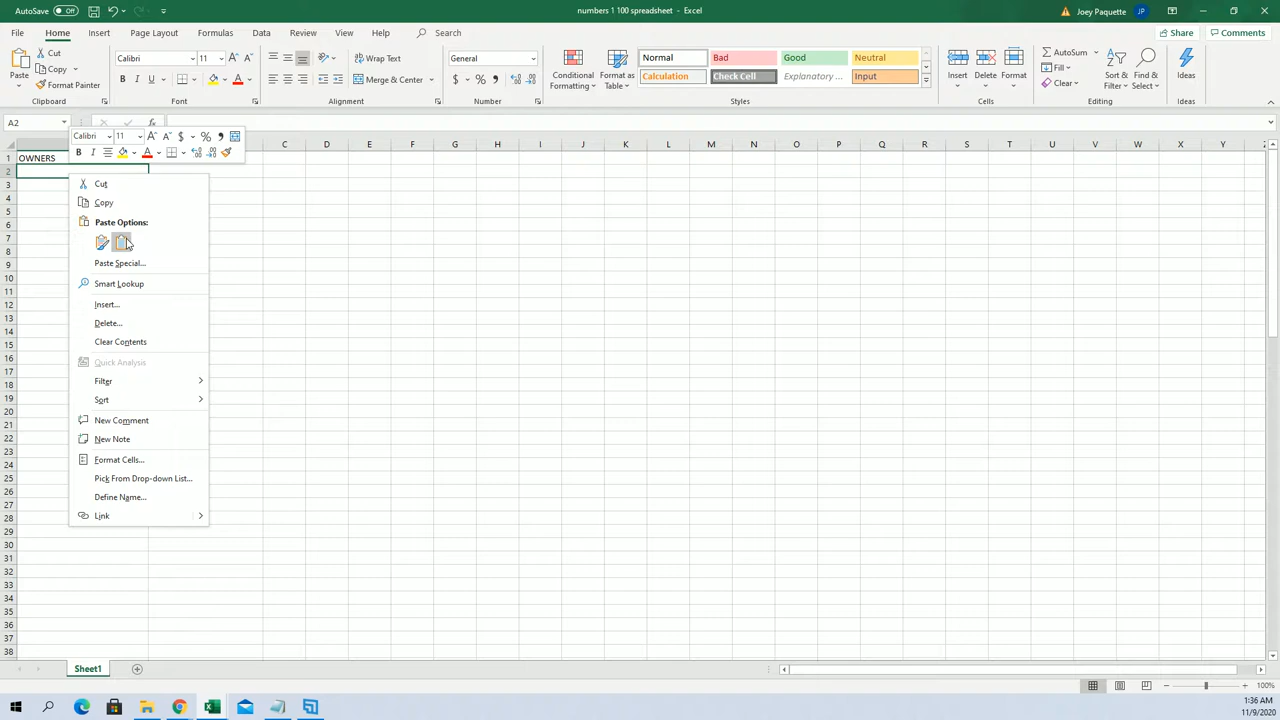 AutoSave Off numbers 1 100 spreadsheet - Excel Joey Paquette JP
File Home Insert Page Layout Formulas Data Review View Help Search Share Comments
Paste Cut Copy Format Painter
Clipboard
Calibri 11
B I U A
Font
Wrap Text
Merge & Center
Alignment
General
$ % 9
Number
Conditional Formatting
Format as Table
Normal Bad Good Neutral
Calculation Check Cell Explanatory ... Input
Styles
Insert Delete Format
Cells
AutoSum
Fill
Clear
Sort & Filter
Find & Select
Editing
Ideas
Ideas
A2 fx
Calibri 11 A A $ % 9
B I A
C D E F G H I J K L M N O P Q R S T U V W X Y
1 OWNERS
2
3
4
5
6
7
8
9
10
11
12
13
14
15
16
17
18
19
20
21
22
23
24
25
26
27
28
29
30
31
32
33
34
35
36
37
38
Cut
Copy
Paste Options:
Paste Special...
Smart Lookup
Insert...
Delete...
Clear Contents
Quick Analysis
Filter
Sort
New Comment
New Note
Format Cells...
Pick From Drop-down List...
Define Name...
Link
Sheet1
100%
1:36 AM
11/9/2020